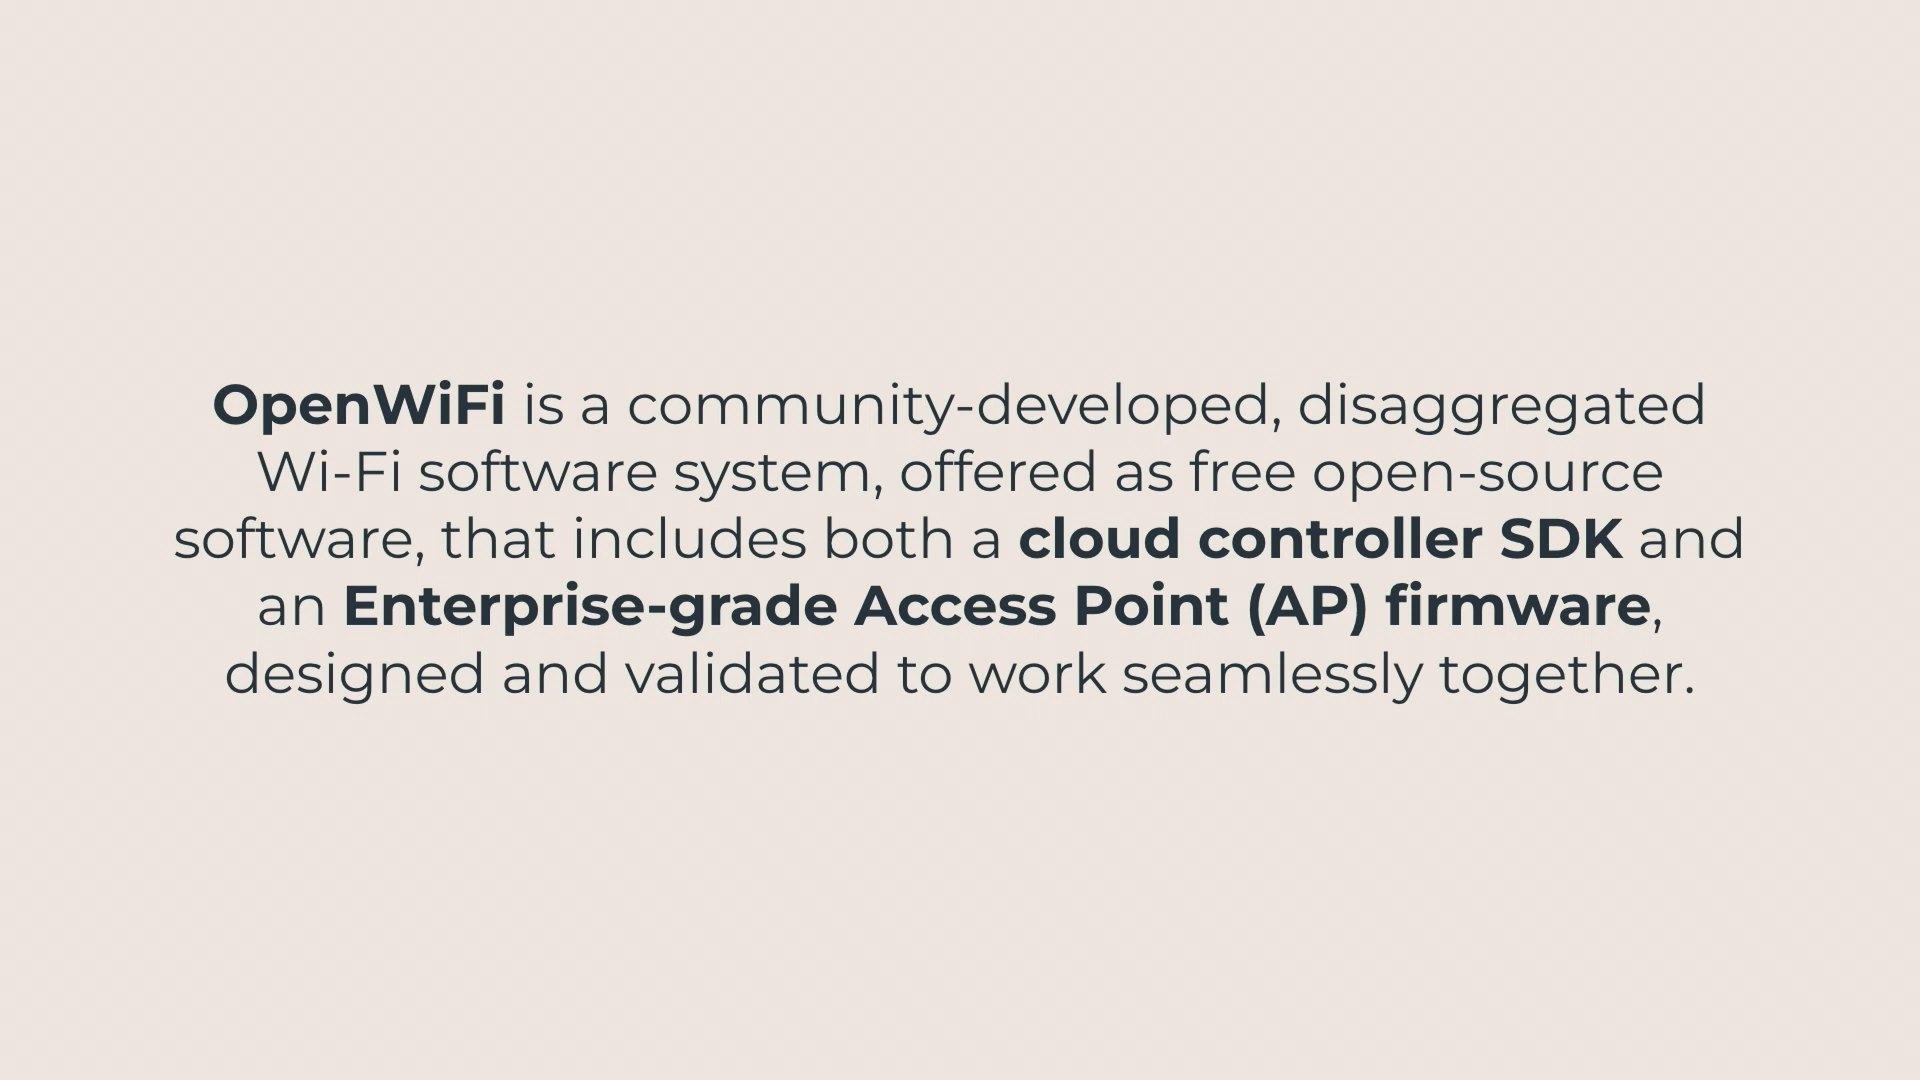 OpenWiFi is a community-developed, disaggregated
Wi-Fi software system, offered as free open-source
software, that includes both a cloud controller SDK and
an Enterprise-grade Access Point (AP) firmware,
designed and validated to work seamlessly together.